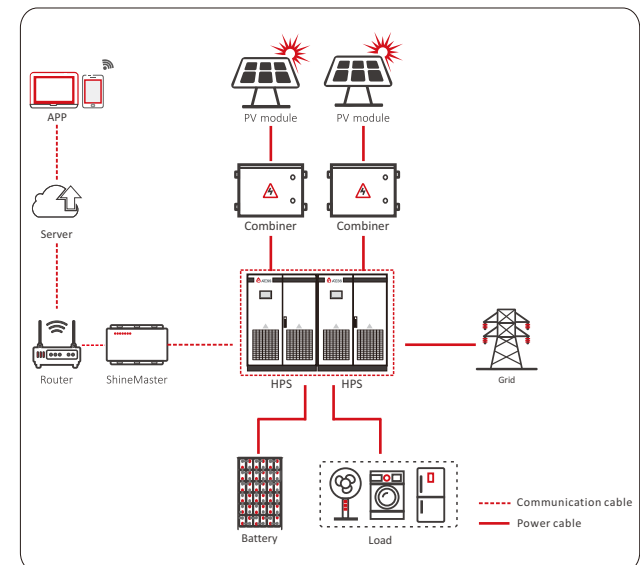 APP
PV module
PV module
Server
Combiner
Combiner
Router
ShineMaster
HPS
HPS
Grid
Battery
Load
Communication cable
Power cable